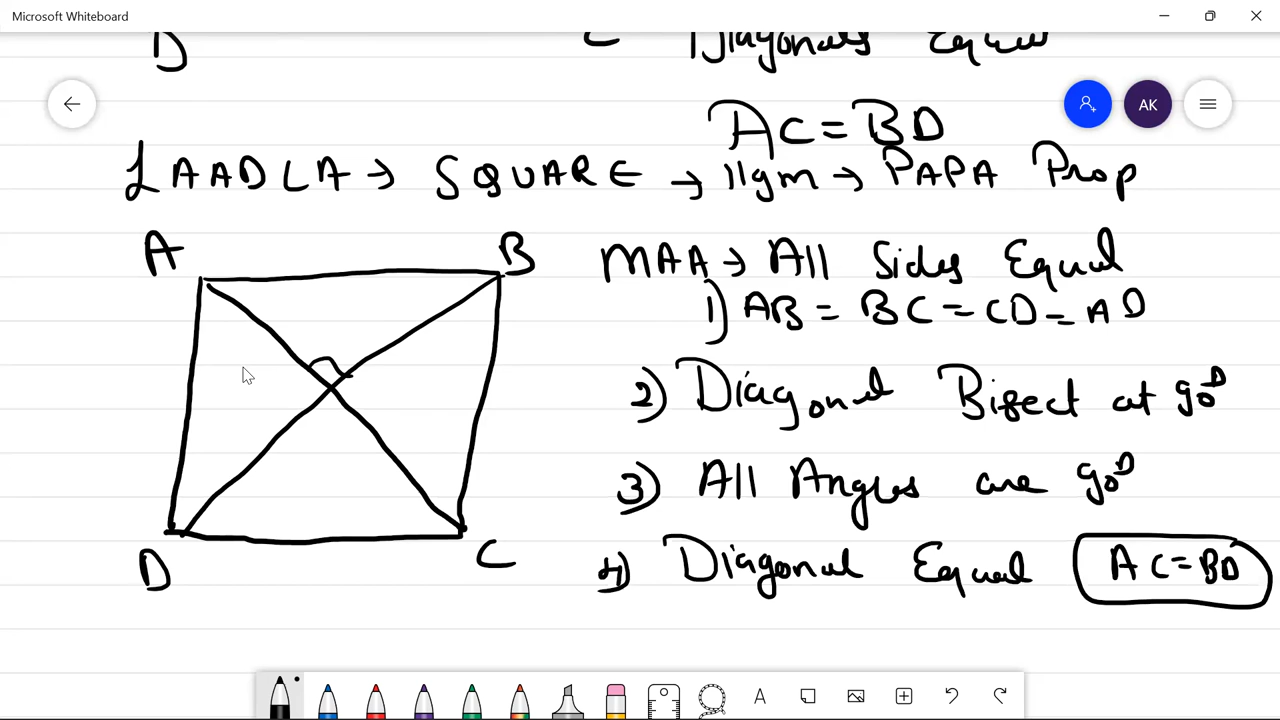 Microsoft Whiteboard
D
C Diagonals Equal
AK
AC=BD
LAADLA → SQUARE → llgm → PAPA Prop
A B
MAA → All Sides Equal
1) AB = BC = CD = AD
2) Diagonal Bisect at 90°
3) All Angles are 90°
D C
4) Diagonal Equal AC=BD
A